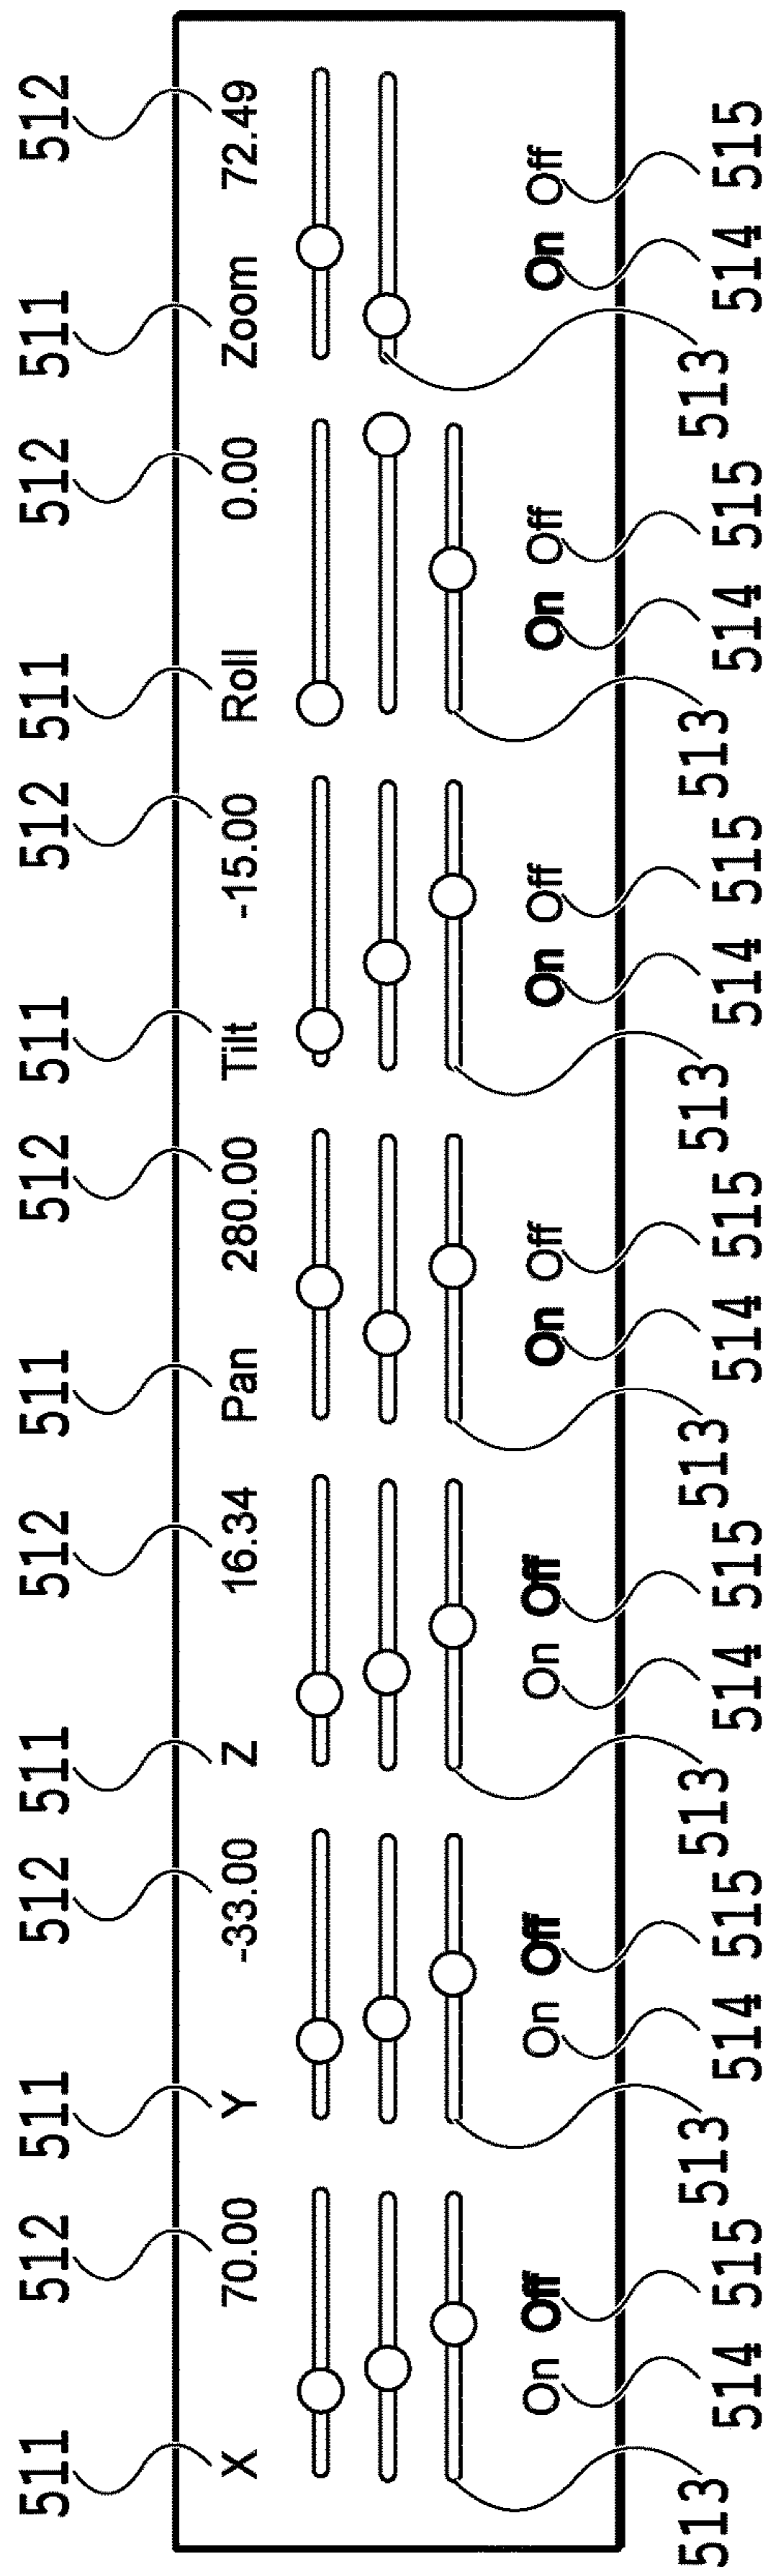 511 512 511 512 511 512 511 512 511 512 511 512 511 512
X 70.00 Y -33.00 Z 16.34 Pan 280.00 Tilt -15.00 Roll 0.00 Zoom 72.49
On Off On Off On Off On Off On Off On Off On Off
513 514 515 513 514 515 513 514 515 513 514 515 513 514 515 513 514 515 513 514 515